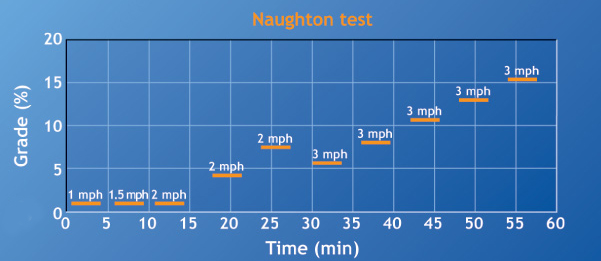 Naughton test
Grade (%)
20
15
10
5
0
1 mph 1.5 mph 2 mph
2 mph
2 mph
3 mph
3 mph
3 mph
3 mph
3 mph
0 5 10 15 20 25 30 35 40 45 50 55 60
Time (min)